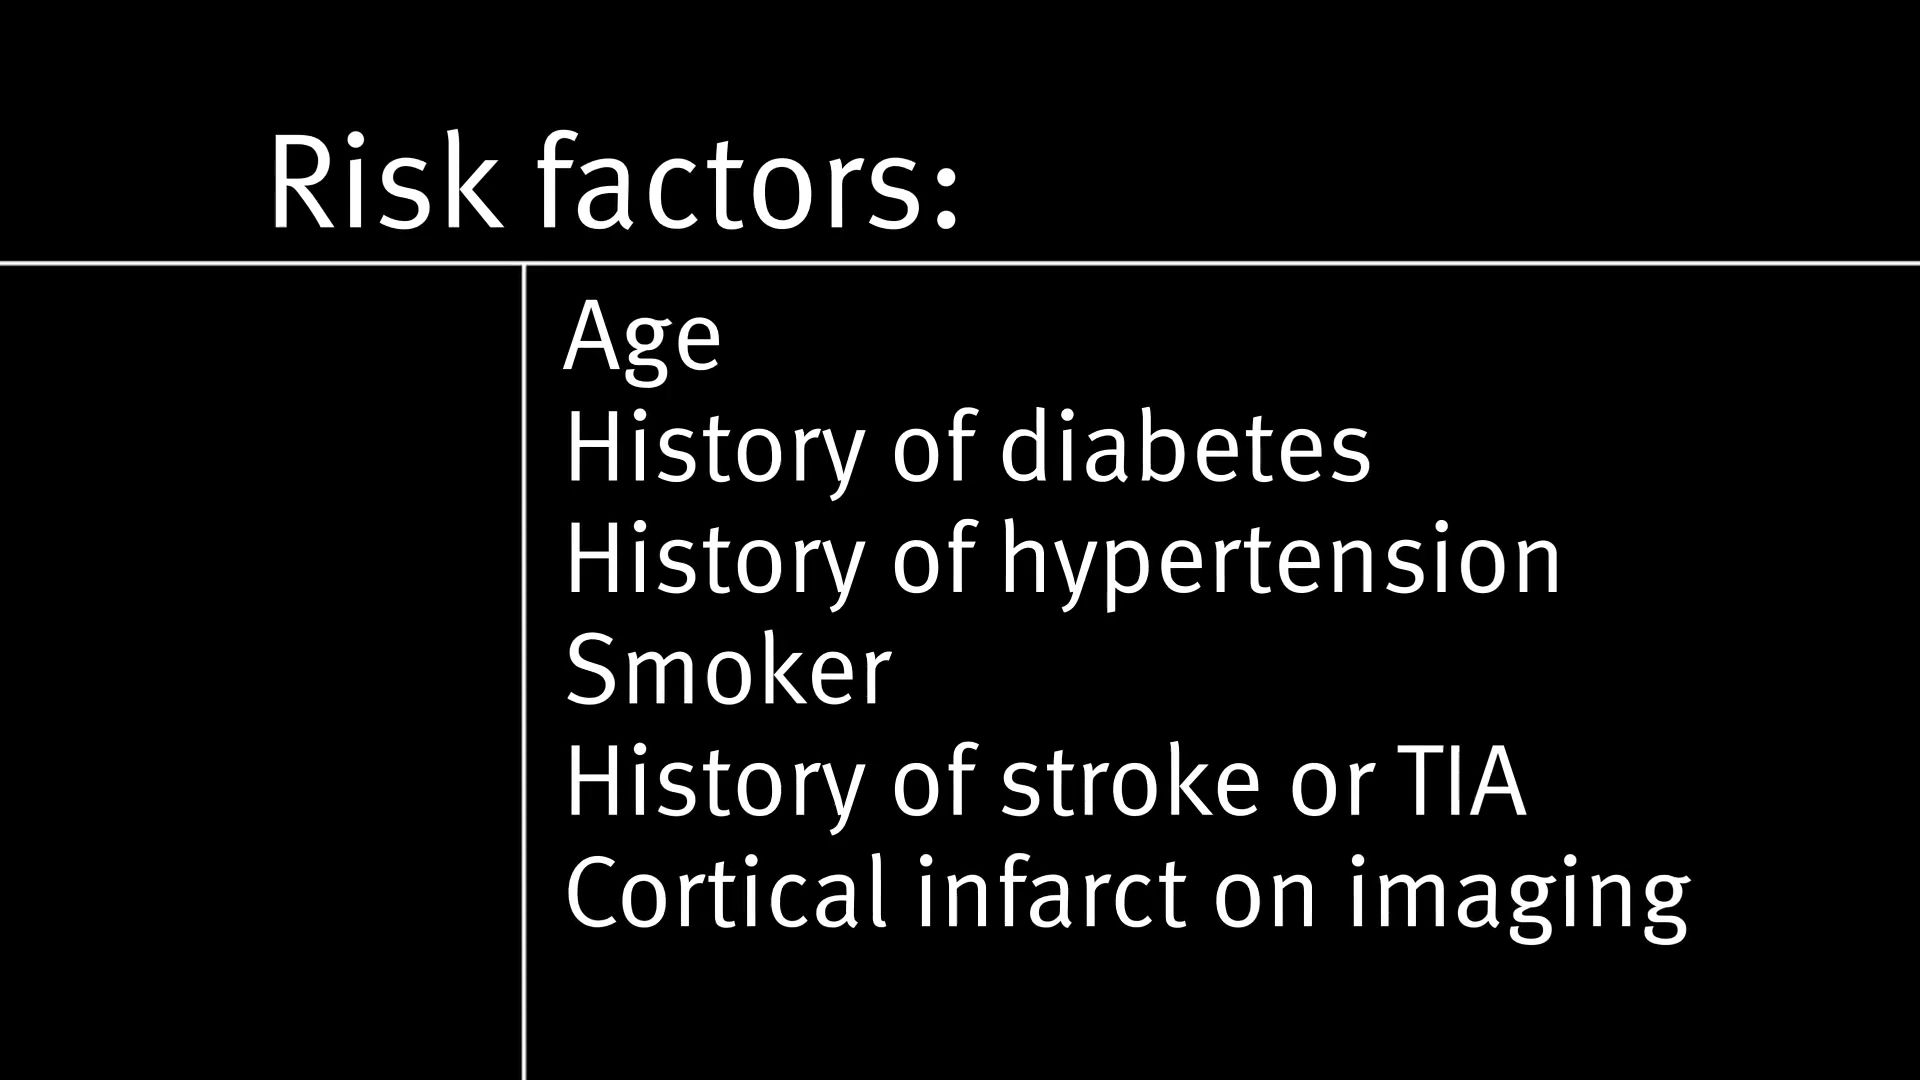 Risk factors:
Age
History of diabetes
History of hypertension
Smoker
History of stroke or TIA
Cortical infarct on imaging